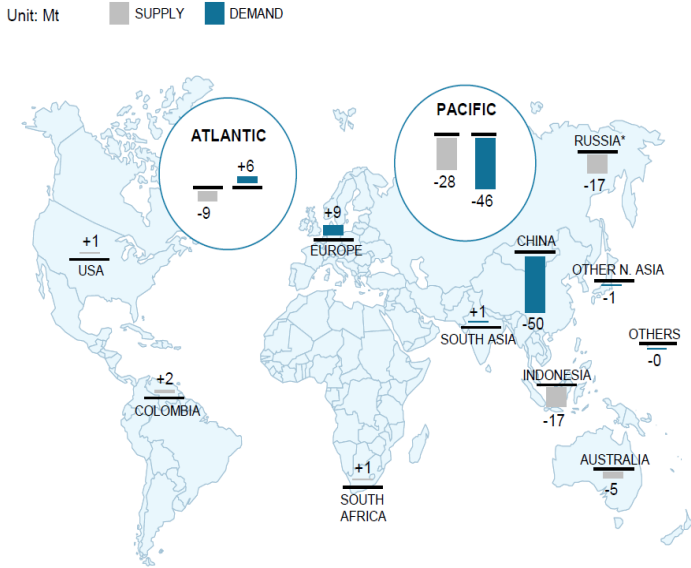 Unit: Mt
SUPPLY
DEMAND
ATLANTIC
+6
-9
PACIFIC
-28
-46
RUSSIA*
-17
+1
USA
+9
EUROPE
CHINA
-50
OTHER N. ASIA
-1
+1
SOUTH ASIA
OTHERS
-0
+2
COLOMBIA
INDONESIA
-17
+1
SOUTH
AFRICA
AUSTRALIA
-5